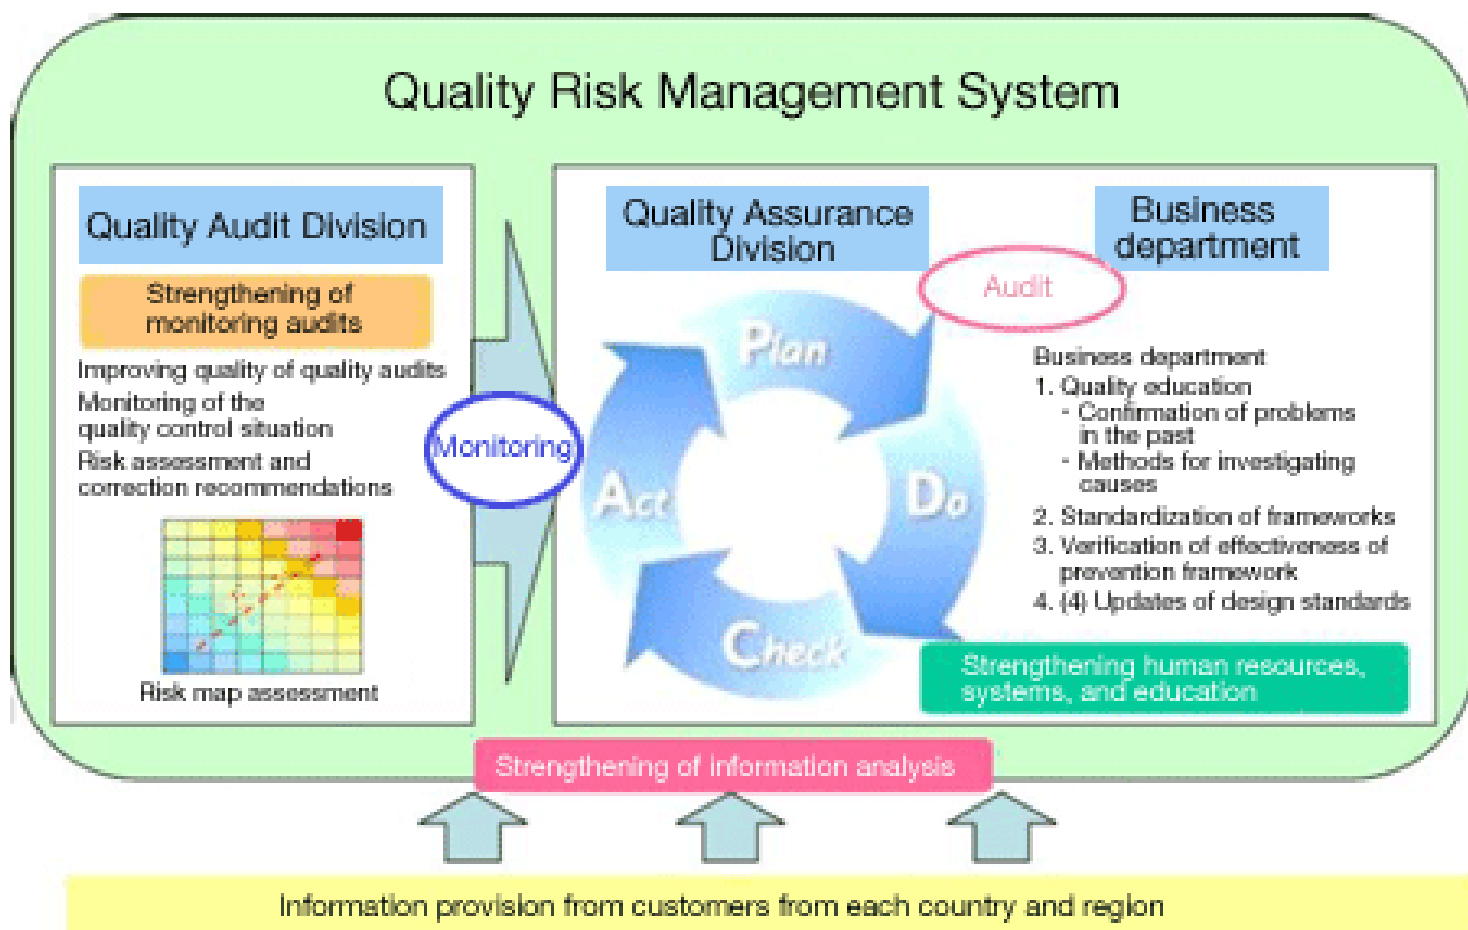 Quality Risk Management System
Quality Audit Division
Strengthening of
monitoring audits
Improving quality of quality audits
Monitoring of the
quality control situation
Risk assessment and
correction recommendations
Risk map assessment
Monitoring
Quality Assurance
Division
Business
department
Audit
Plan
Do
Check
Act
Business department
1. Quality education
- Confirmation of problems
in the past
- Methods for investigating
causes
2. Standardization of frameworks
3. Verification of effectiveness of
prevention framework
4. (4) Updates of design standards
Strengthening human resources,
systems, and education
Strengthening of information analysis
Information provision from customers from each country and region